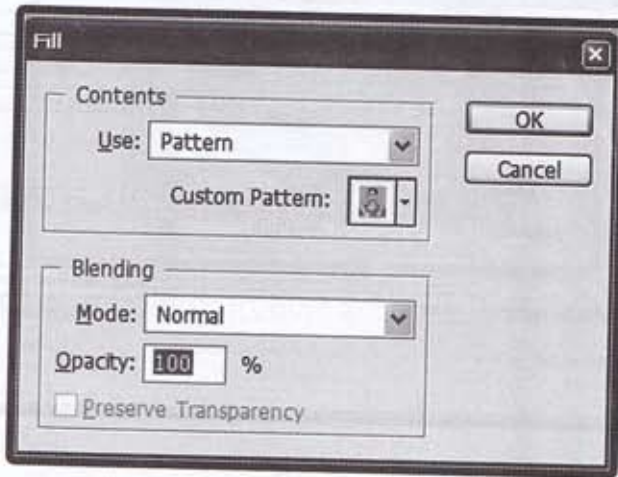 Fill
Contents
Use: Pattern
Custom Pattern:
OK
Cancel
Blending
Mode: Normal
Opacity: 100 %
Preserve Transparency